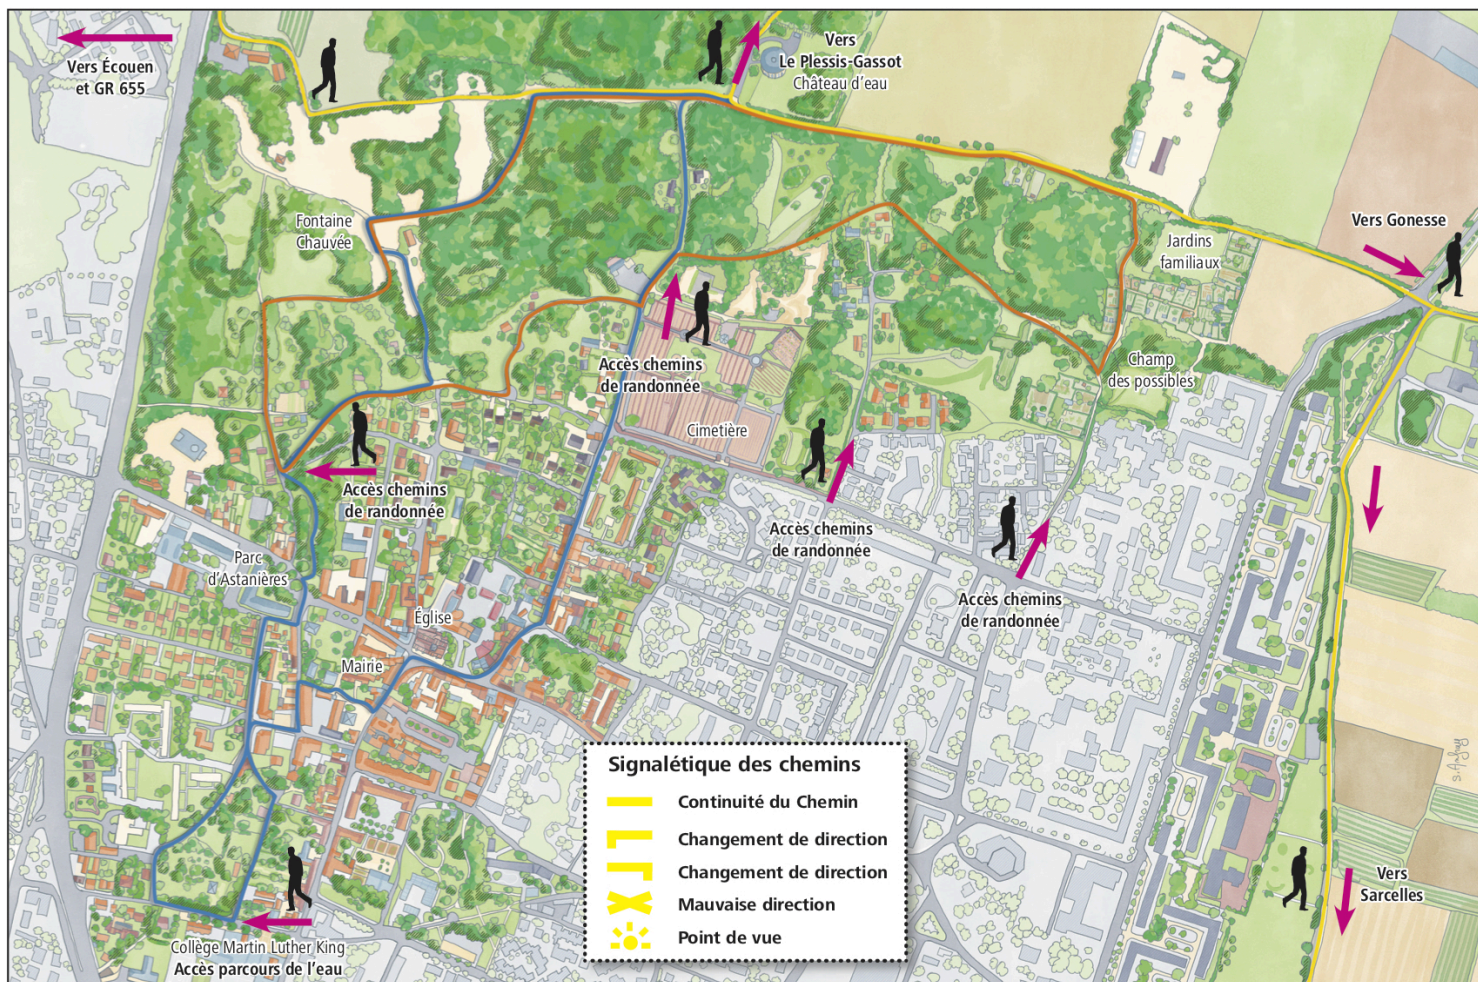 Vers Écouen
et GR 655
Vers
Le Plessis-Gassot
Château d'eau
Fontaine
Chauvée
Vers Gonesse
Jardins
familiaux
Accès chemins
de randonnée
Champ
des possibles
Cimetière
Accès chemins
de randonnée
Accès chemins
de randonnée
Parc
d'Astanières
Accès chemins
de randonnée
Église
Mairie
Signalétique des chemins
Continuité du Chemin
Changement de direction
Changement de direction
Mauvaise direction
Point de vue
Vers
Sarcelles
Collège Martin Luther King
Accès parcours de l'eau